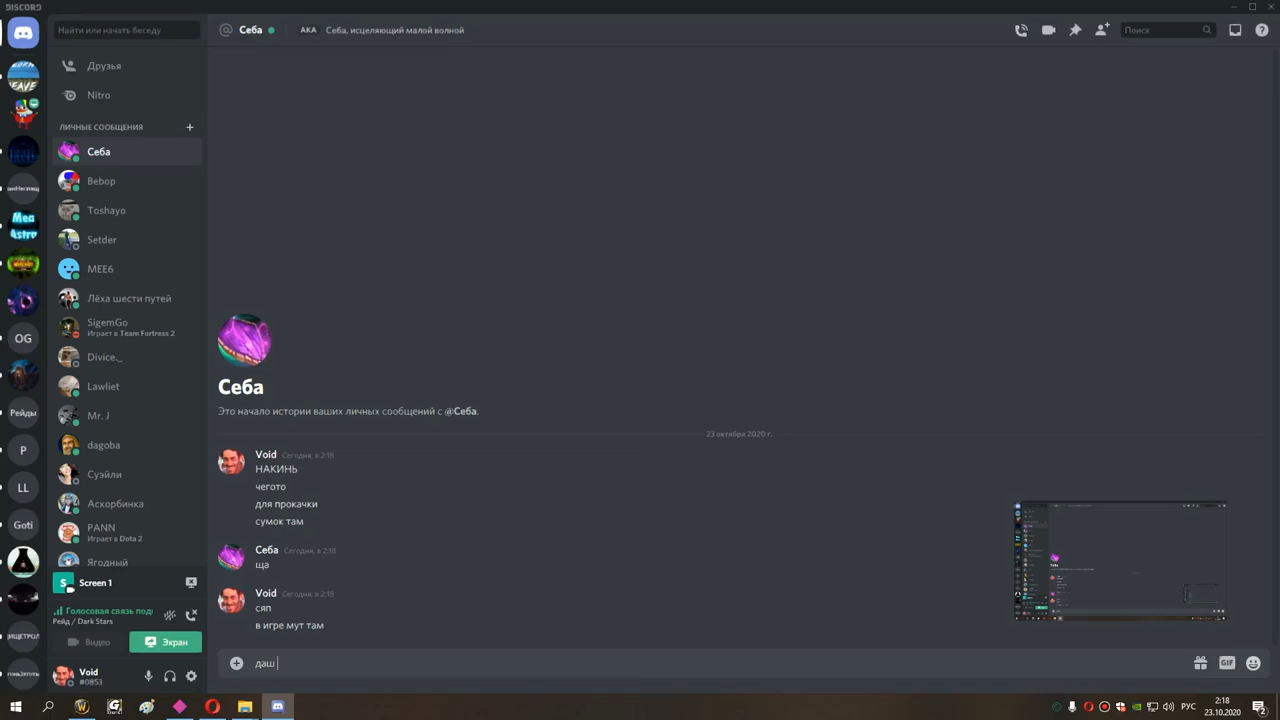 DISCORD
Найти или начать беседу
Себа
AKA
Себа, исцеляющий малой волной
Поиск
Друзья
Nitro
ЛИЧНЫЕ СООБЩЕНИЯ
Себа
Bebop
Toshayo
Setder
MEE6
Лёха шести путей
SigemGo
Играет в Team Fortress 2
Divice._
Lawliet
Mr. J
dagoba
Суэйли
Аскорбинка
PANN
Играет в Dota 2
Ягодный
OG
Рейды
P
LL
Goti
Себа
Это начало истории ваших личных сообщений с @Себа.
23 октября 2020 г.
Void Сегодня, в 2:18
НАКИНЬ
чегото
для прокачки
сумок там
Себа Сегодня, в 2:18
ща
Void Сегодня, в 2:18
сяп
в игре мут там
даш
GIF
Screen 1
Голосовая связь под
Рейд / Dark Stars
Видео
Экран
Void
#0853
РУС
2:18
23.10.2020